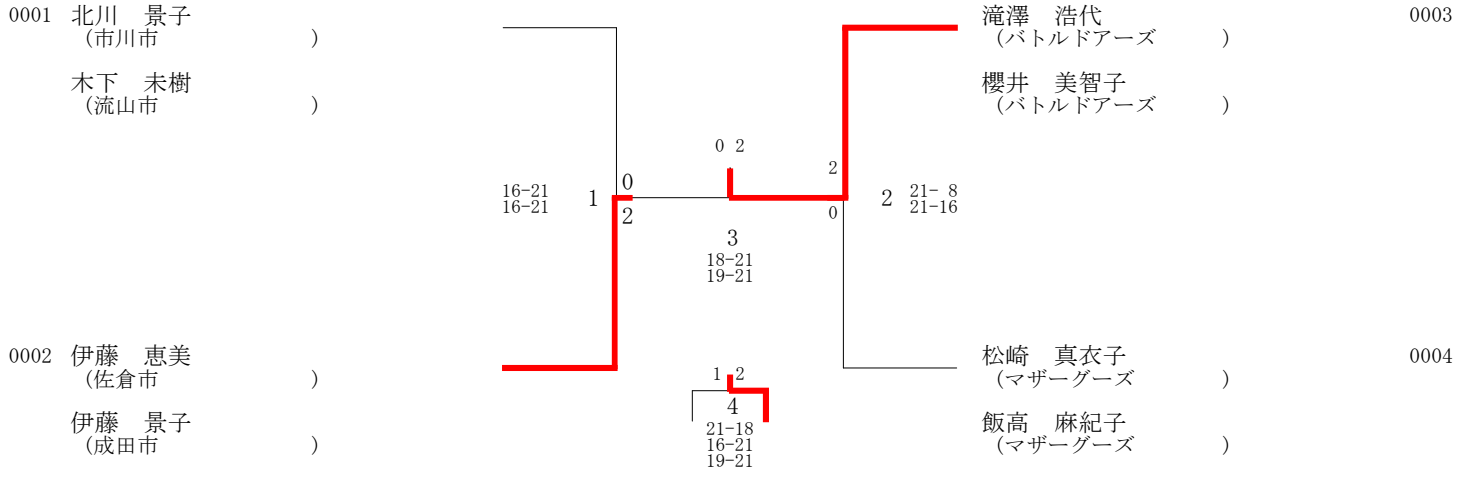 0001 北川 景子
(市川市 )
木下 未樹
(流山市 )
滝澤 浩代 0003
(バトルドアーズ )
櫻井 美智子
(バトルドアーズ )
0 2
16-21
16-21
1
0
2
2
0
2
21- 8
21-16
3
18-21
19-21
0002 伊藤 恵美
(佐倉市 )
伊藤 景子
(成田市 )
1 2
4
21-18
16-21
19-21
松崎 真衣子 0004
(マザーグーズ )
飯高 麻紀子
(マザーグーズ )